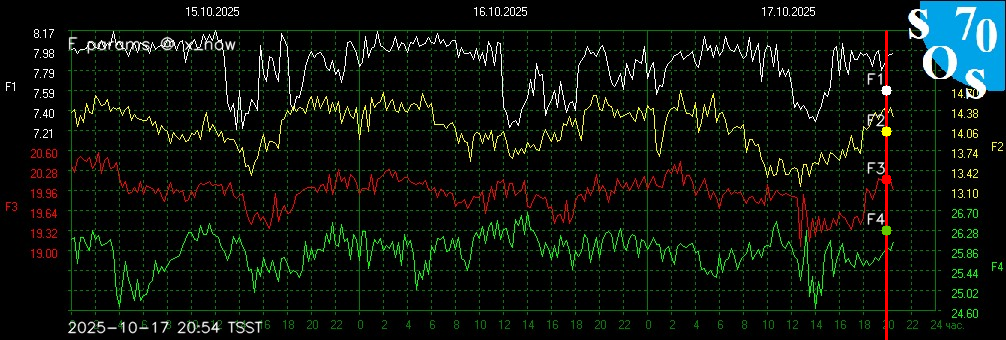 15.10.2025 16.10.2025 17.10.2025
SOS 70
F params @ x_now
8.17
7.98
7.79
7.59
7.40
7.21
F1
20.60
20.28
19.96
19.64
19.32
19.00
F3
F1
F2
F3
F4
14.38
14.06
13.74
13.42
13.10
F2
26.70
26.28
25.86
25.44
25.02
24.60
F4
2025-10-17 20:54 TSST
18 20 22 0 2 4 6 8 10 12 14 16 18 20 22 0 2 4 6 8 10 12 14 16 18 20 22 24 час.